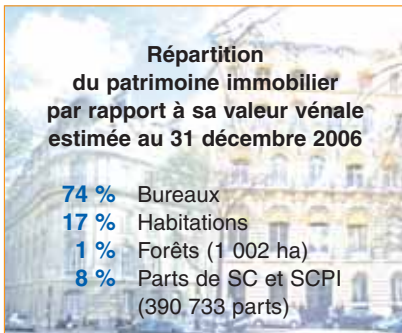 Répartition
du patrimoine immobilier
par rapport à sa valeur vénale
estimée au 31 décembre 2006
74 % Bureaux
17 % Habitations
1 % Forêts (1 002 ha)
8 % Parts de SC et SCPI
(390 733 parts)